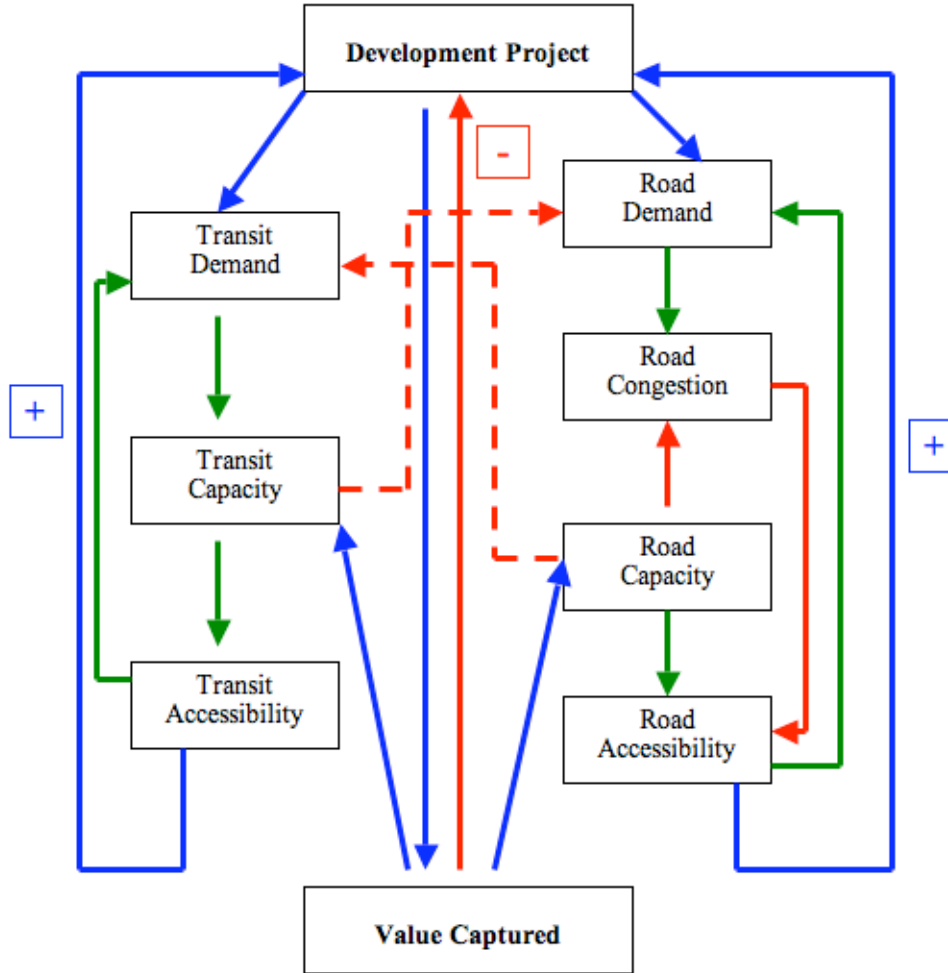 Development Project
-
Road
Demand
Transit
Demand
Road
Congestion
+
+
Transit
Capacity
Road
Capacity
Transit
Accessibility
Road
Accessibility
Value Captured